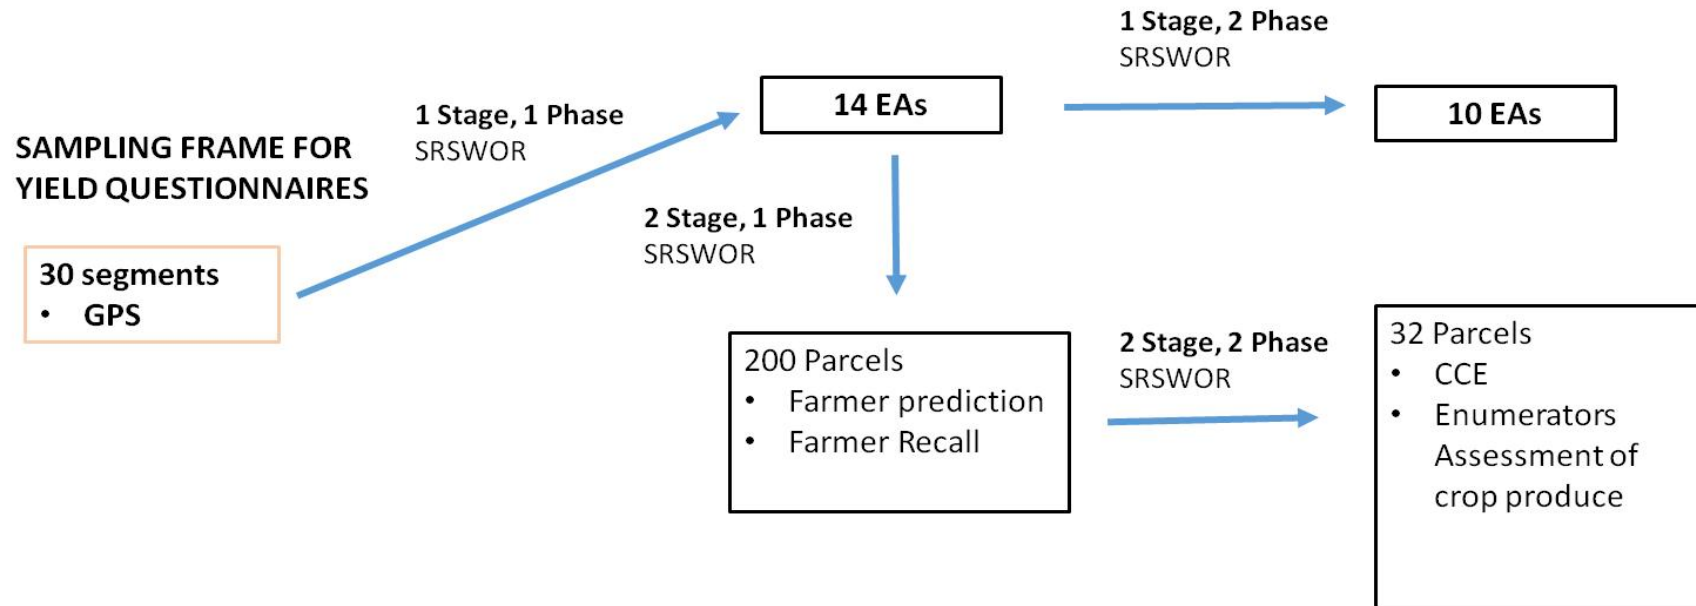 SAMPLING FRAME FOR
YIELD QUESTIONNAIRES
30 segments
• GPS
1 Stage, 1 Phase
SRSWOR
14 EAs
1 Stage, 2 Phase
SRSWOR
10 EAs
2 Stage, 1 Phase
SRSWOR
200 Parcels
• Farmer prediction
• Farmer Recall
2 Stage, 2 Phase
SRSWOR
32 Parcels
• CCE
• Enumerators
Assessment of
crop produce